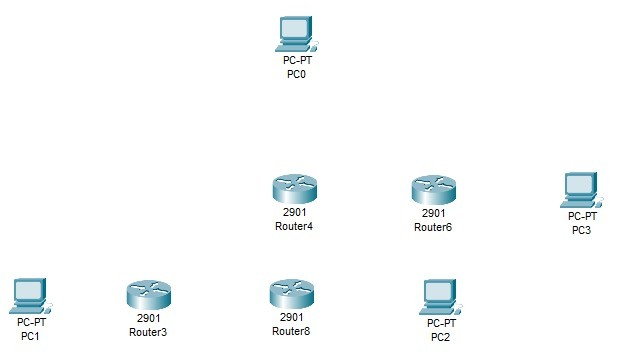 PC-PT
PC0
2901
Router4
2901
Router6
PC-PT
PC3
PC-PT
PC1
2901
Router3
2901
Router8
PC-PT
PC2